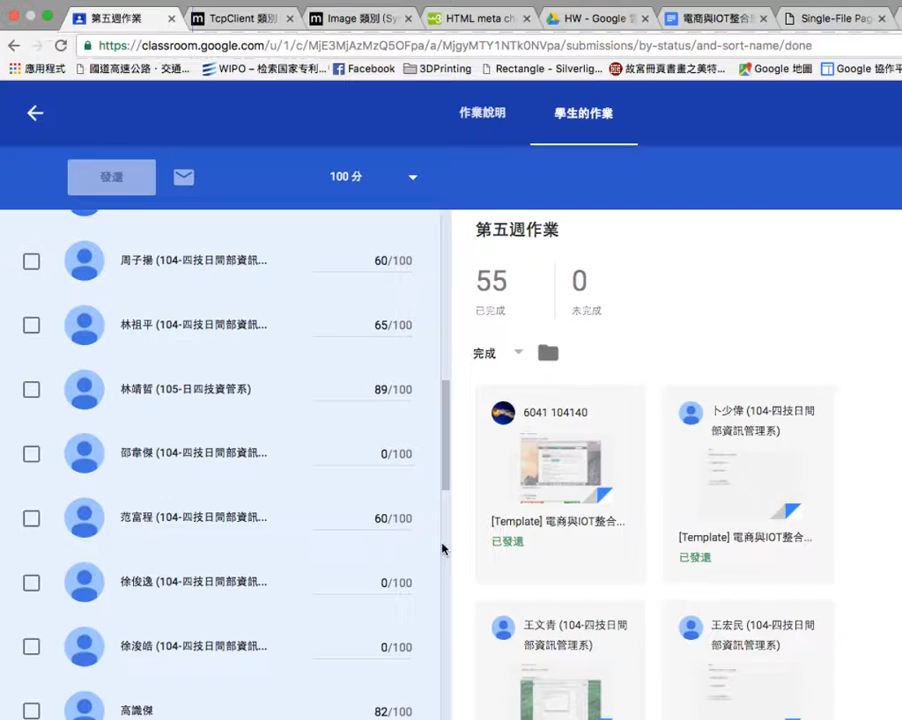 第五週作業
TcpClient 類別
Image 類別 (Sy
HTML meta ch
HW - Google 雲
電商與IOT整合
Single-File Pag
https://classroom.google.com/u/1/c/MjE3MjAzMzQ5OFpa/a/MjgyMTY1NTk0NVpa/submissions/by-status/and-sort-name/done
應用程式
國道高速公路‧交通...
WIPO – 检索国家专利...
Facebook
3DPrinting
Rectangle - Silverlig...
故宮冊頁書畫之美特...
Google 地圖
Google 協作平
作業說明
學生的作業
發還
100 分
周子揚 (104-四技日間部資訊...
60/100
林祖平 (104-四技日間部資訊...
65/100
林靖晢 (105-日四技資管系)
89/100
邵韋傑 (104-四技日間部資訊...
0/100
范富程 (104-四技日間部資訊...
60/100
徐俊逸 (104-四技日間部資訊...
0/100
徐浚皓 (104-四技日間部資訊...
0/100
高識傑
82/100
第五週作業
55
已完成
0
未完成
完成
6041 104140
[Template] 電商與IOT整合...
已發還
卜少偉 (104-四技日間
部資訊管理系)
[Template] 電商與IOT整合...
已發還
王文青 (104-四技日間
部資訊管理系)
王宏民 (104-四技日間
部資訊管理系)